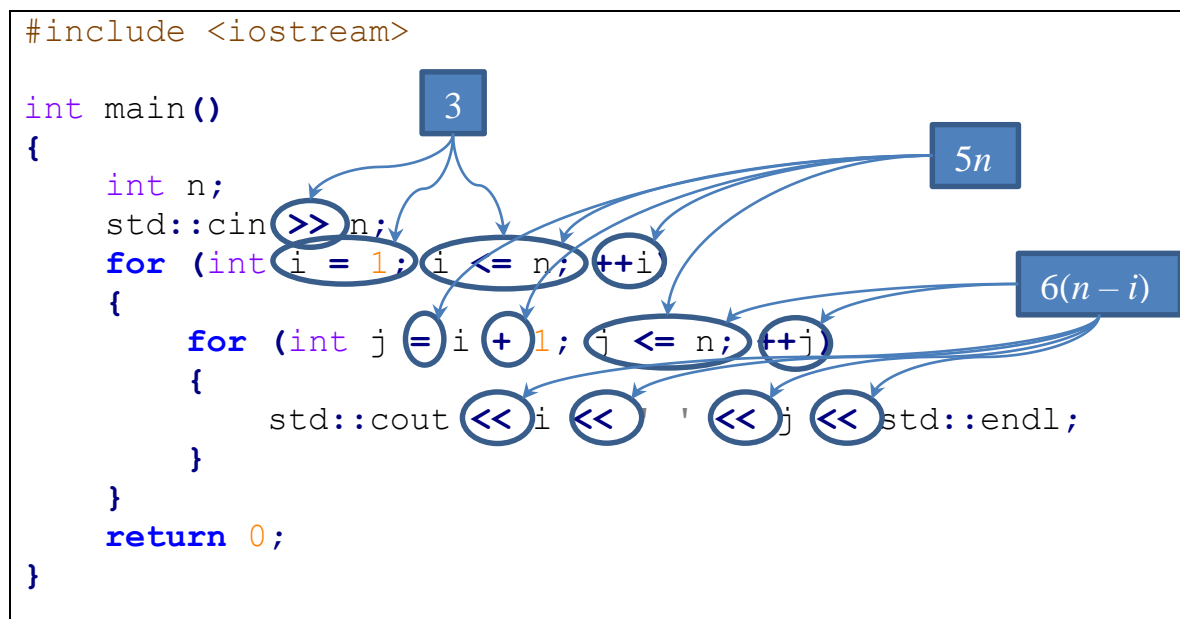 #include <iostream>
int main()
3
{
5n
int n;
std::cin >> n;
for (int i = 1; i <= n; ++i)
{
6(n – i)
for (int j = i + 1; j <= n; ++j)
{
std::cout << i << ' ' << j << std::endl;
}
}
return 0;
}